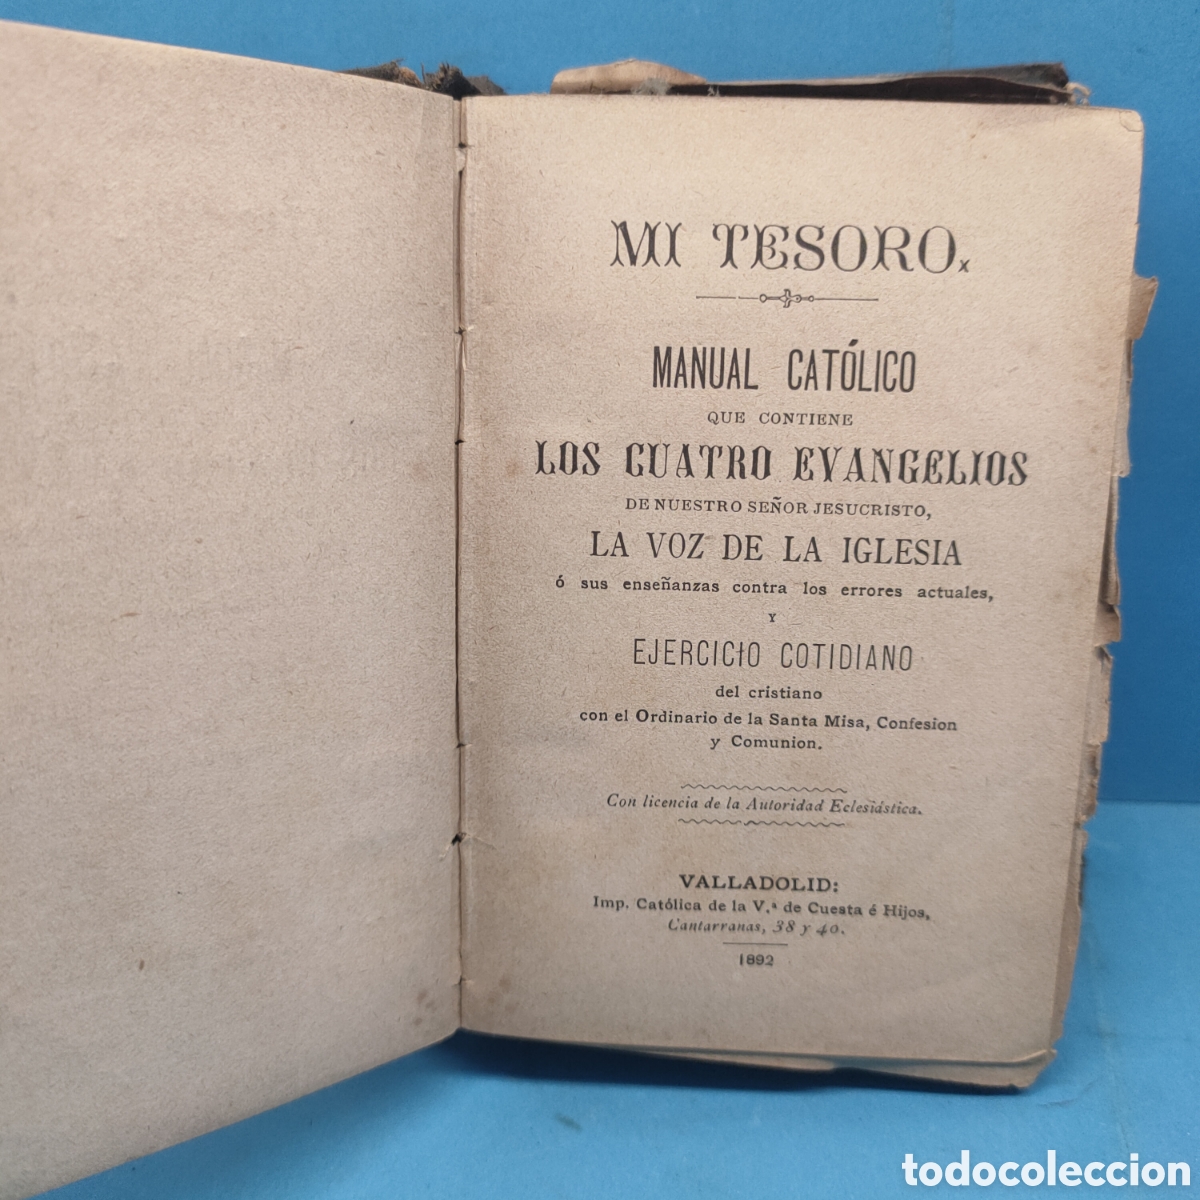 MI TESORO.
MANUAL CATÓLICO
QUE CONTIENE
LOS CUATRO EVANGELIOS
DE NUESTRO SEÑOR JESUCRISTO,
LA VOZ DE LA IGLESIA
ó sus enseñanzas contra los errores actuales,
Y
EJERCICIO COTIDIANO
del cristiano
con el Ordinario de la Santa Misa, Confesion
y Comunion.
Con licencia de la Autoridad Eclesiástica.
VALLADOLID:
Imp. Católica de la V.ª de Cuesta é Hijos,
Cantarranas, 38 y 40.
1892
todocoleccion